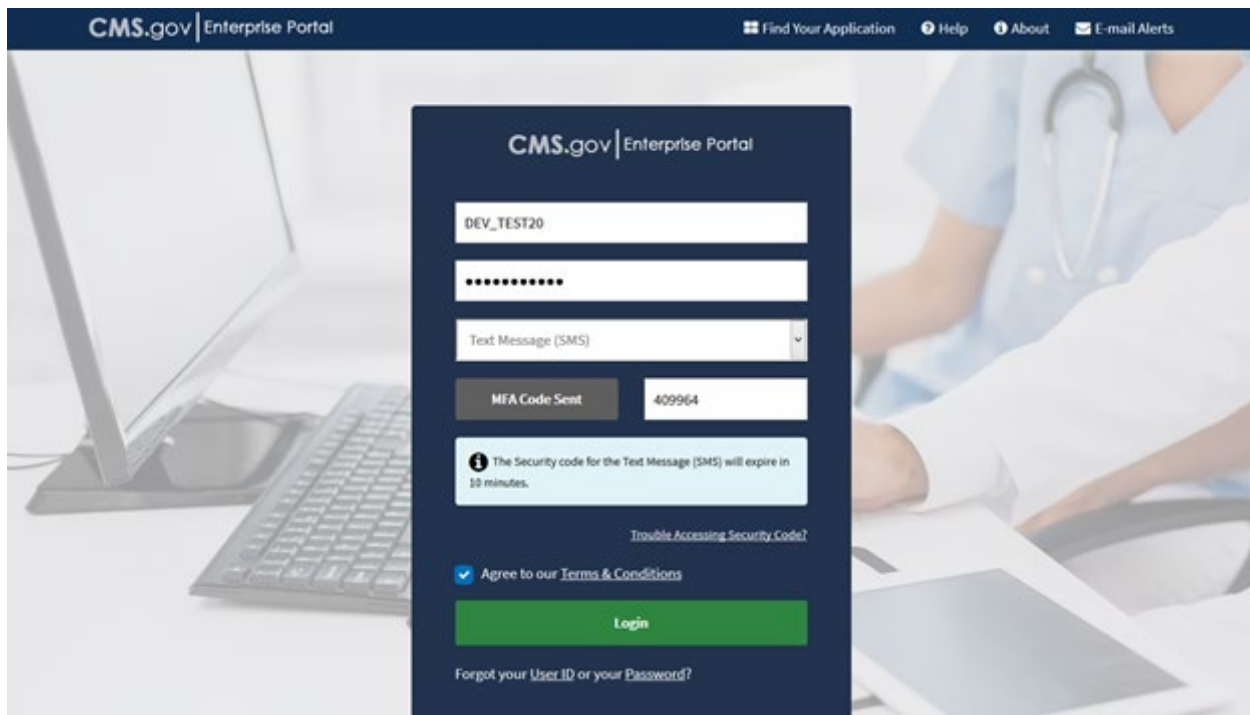 CMS.gov Enterprise Portal Find Your Application Help About E-mail Alerts
CMS.gov Enterprise Portal
DEV_TEST20
•••••••••••
Text Message (SMS)
MFA Code Sent 409964
The Security code for the Text Message (SMS) will expire in
10 minutes.
Trouble Accessing Security Code?
Agree to our Terms & Conditions
Login
Forgot your User ID or your Password?